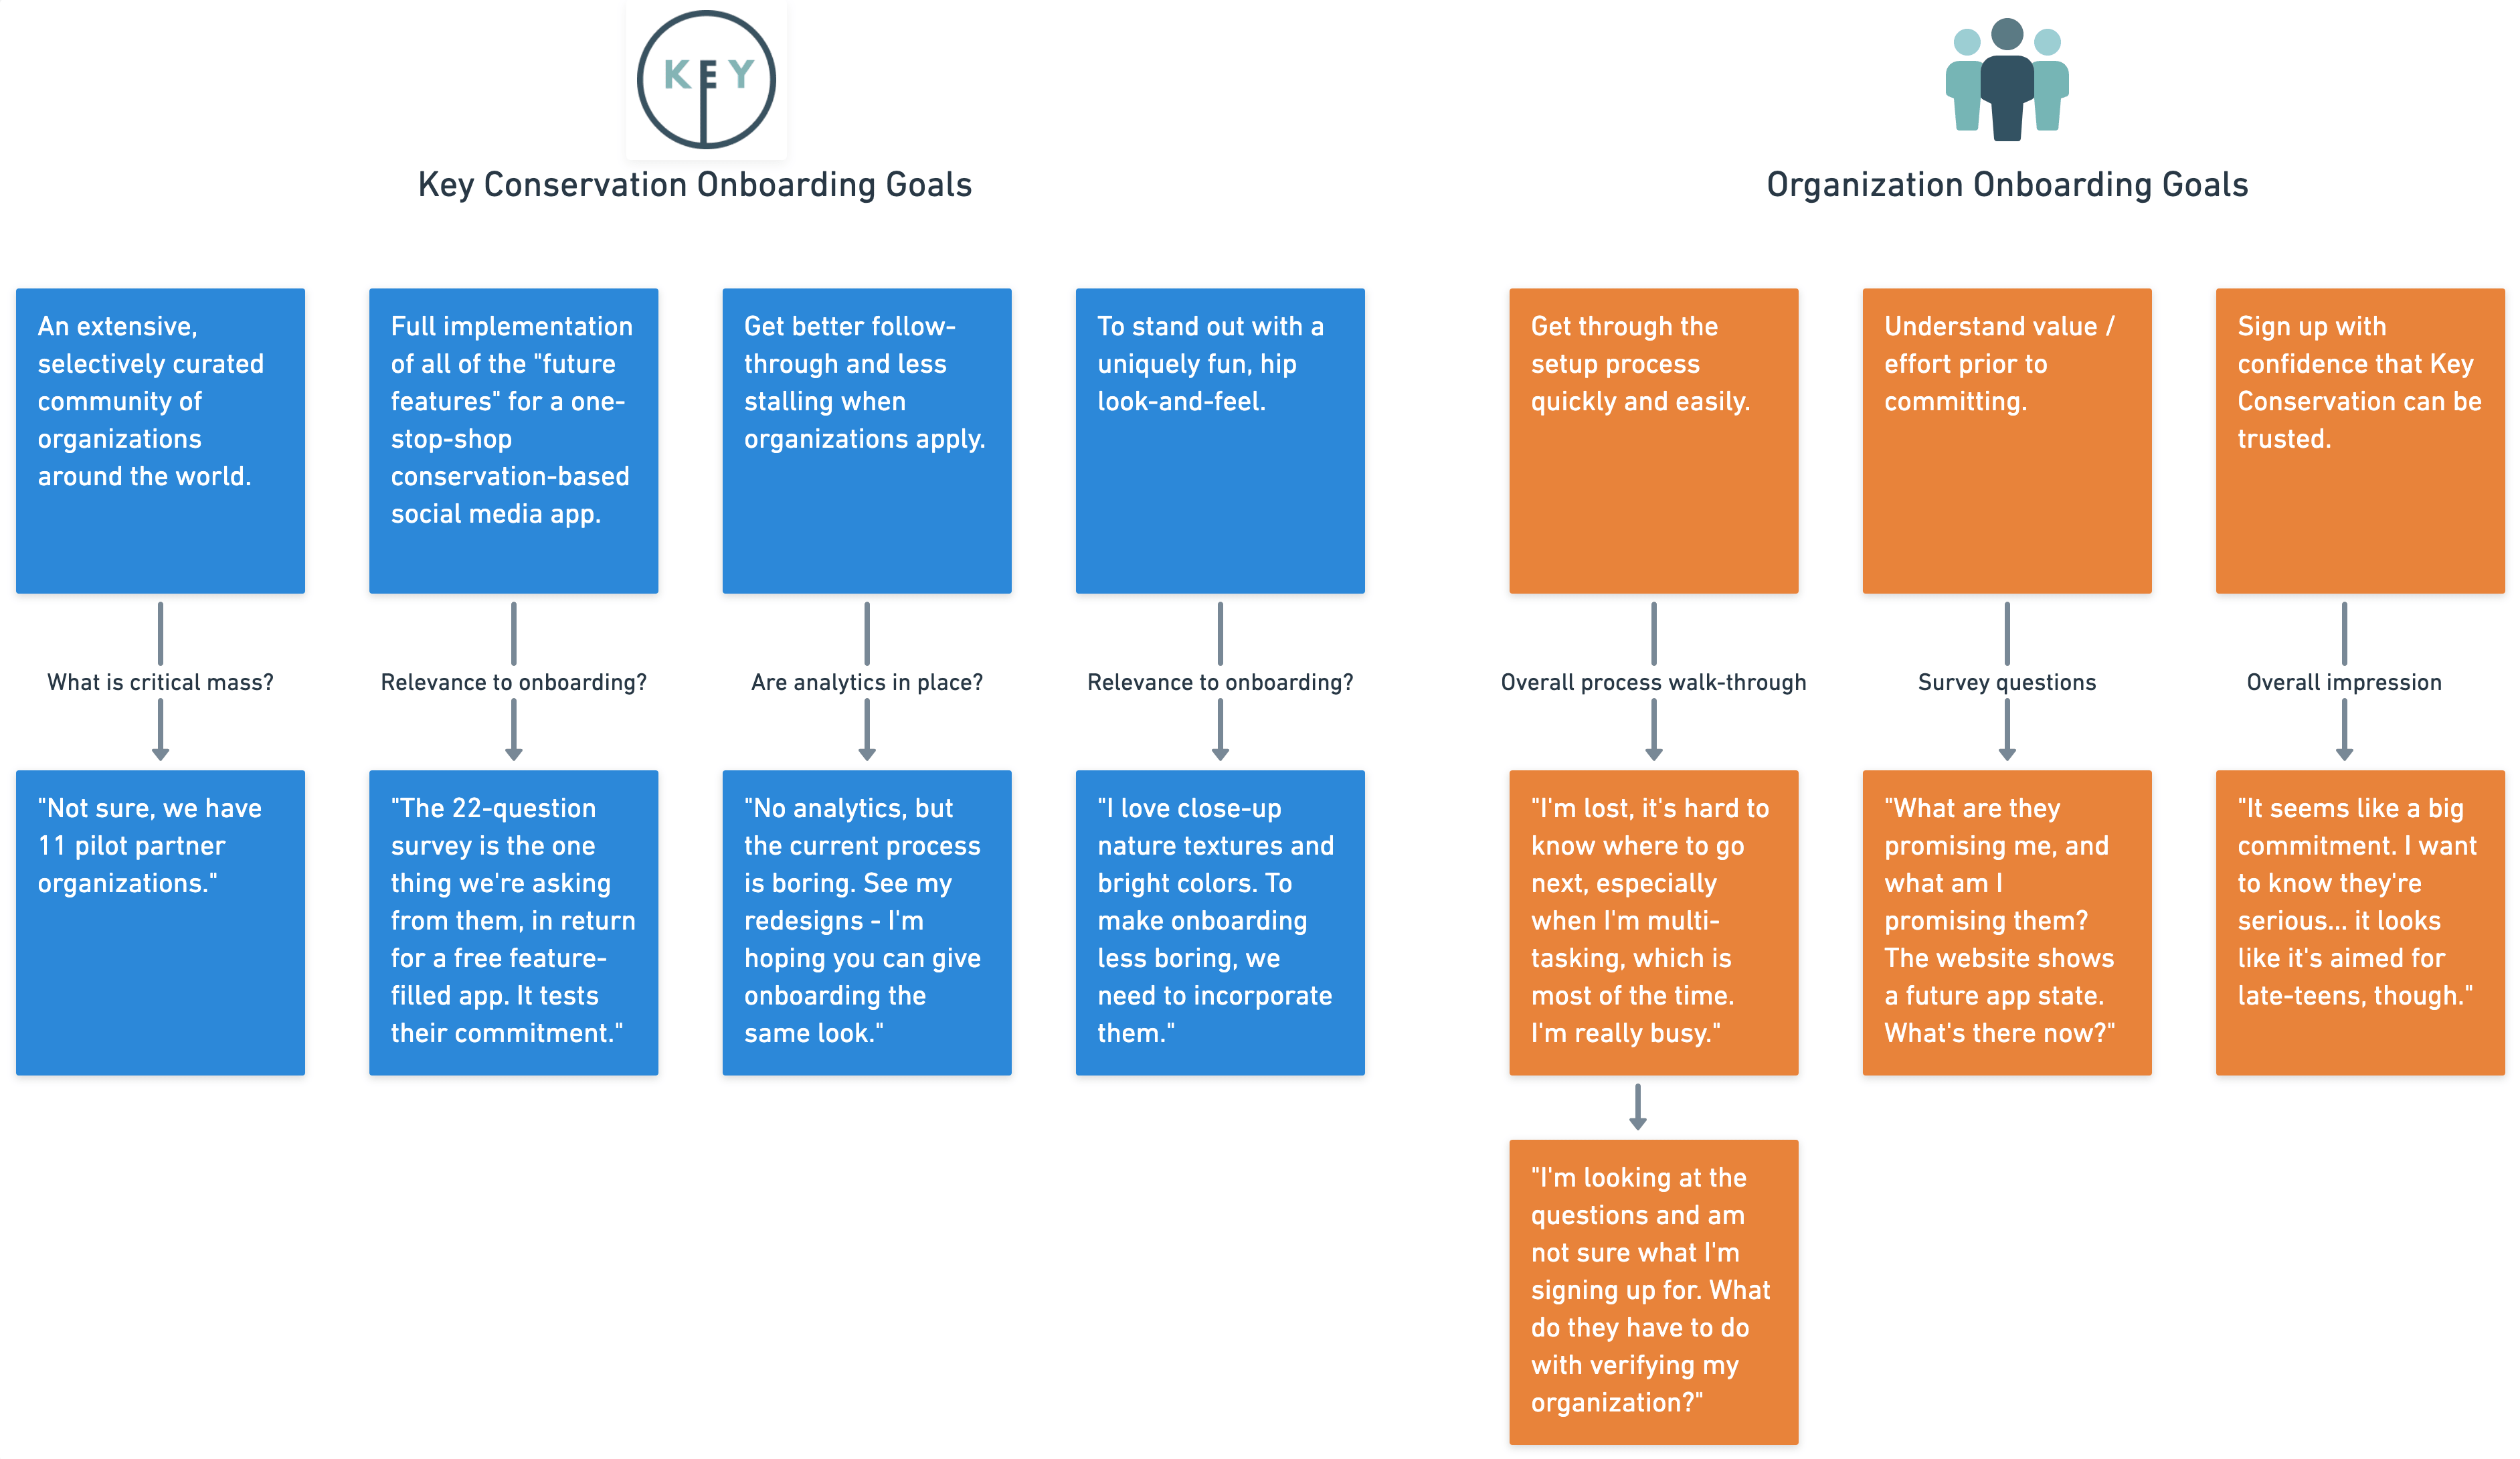 KEY
Key Conservation Onboarding Goals
An extensive,
selectively curated
community of
organizations
around the world.
What is critical mass?
"Not sure, we have
11 pilot partner
organizations."
Full implementation
of all of the "future
features" for a one-
stop-shop
conservation-based
social media app.
Relevance to onboarding?
"The 22-question
survey is the one
thing we're asking
from them, in return
for a free feature-
filled app. It tests
their commitment."
Get better follow-
through and less
stalling when
organizations apply.
Are analytics in place?
"No analytics, but
the current process
is boring. See my
redesigns - I'm
hoping you can give
onboarding the
same look."
To stand out with a
uniquely fun, hip
look-and-feel.
Relevance to onboarding?
"I love close-up
nature textures and
bright colors. To
make onboarding
less boring, we
need to incorporate
them."
Organization Onboarding Goals
Get through the
setup process
quickly and easily.
Overall process walk-through
"I'm lost, it's hard to
know where to go
next, especially
when I'm multi-
tasking, which is
most of the time.
I'm really busy."
"I'm looking at the
questions and am
not sure what I'm
signing up for. What
do they have to do
with verifying my
organization?"
Understand value /
effort prior to
committing.
Survey questions
"What are they
promising me, and
what am I
promising them?
The website shows
a future app state.
What's there now?"
Sign up with
confidence that Key
Conservation can be
trusted.
Overall impression
"It seems like a big
commitment. I want
to know they're
serious... it looks
like it's aimed for
late-teens, though."